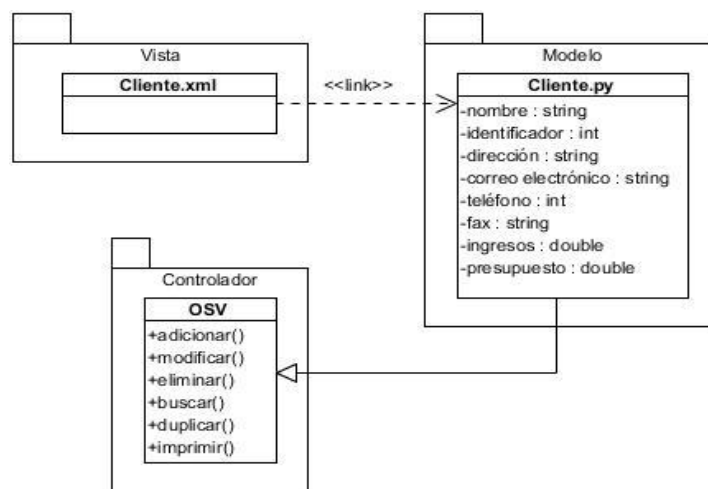 Vista
Cliente.xml
<<link>>
Modelo
Cliente.py
-nombre : string
-identificador : int
-dirección : string
-correo electrónico : string
-teléfono : int
-fax : string
-ingresos : double
-presupuesto : double
Controlador
OSV
+adicionar()
+modificar()
+eliminar()
+buscar()
+duplicar()
+imprimir()